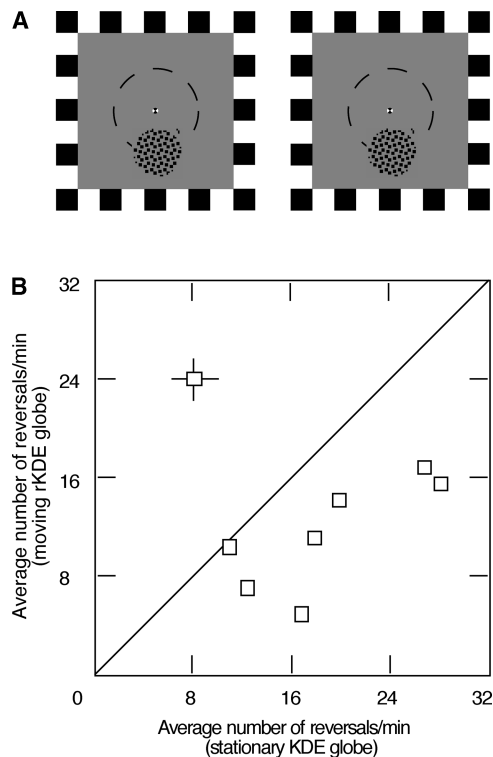 A
B
Average number of reversals/min
(moving rKDE globe)
32
24
16
8
0
8
16
24
32
Average number of reversals/min
(stationary KDE globe)